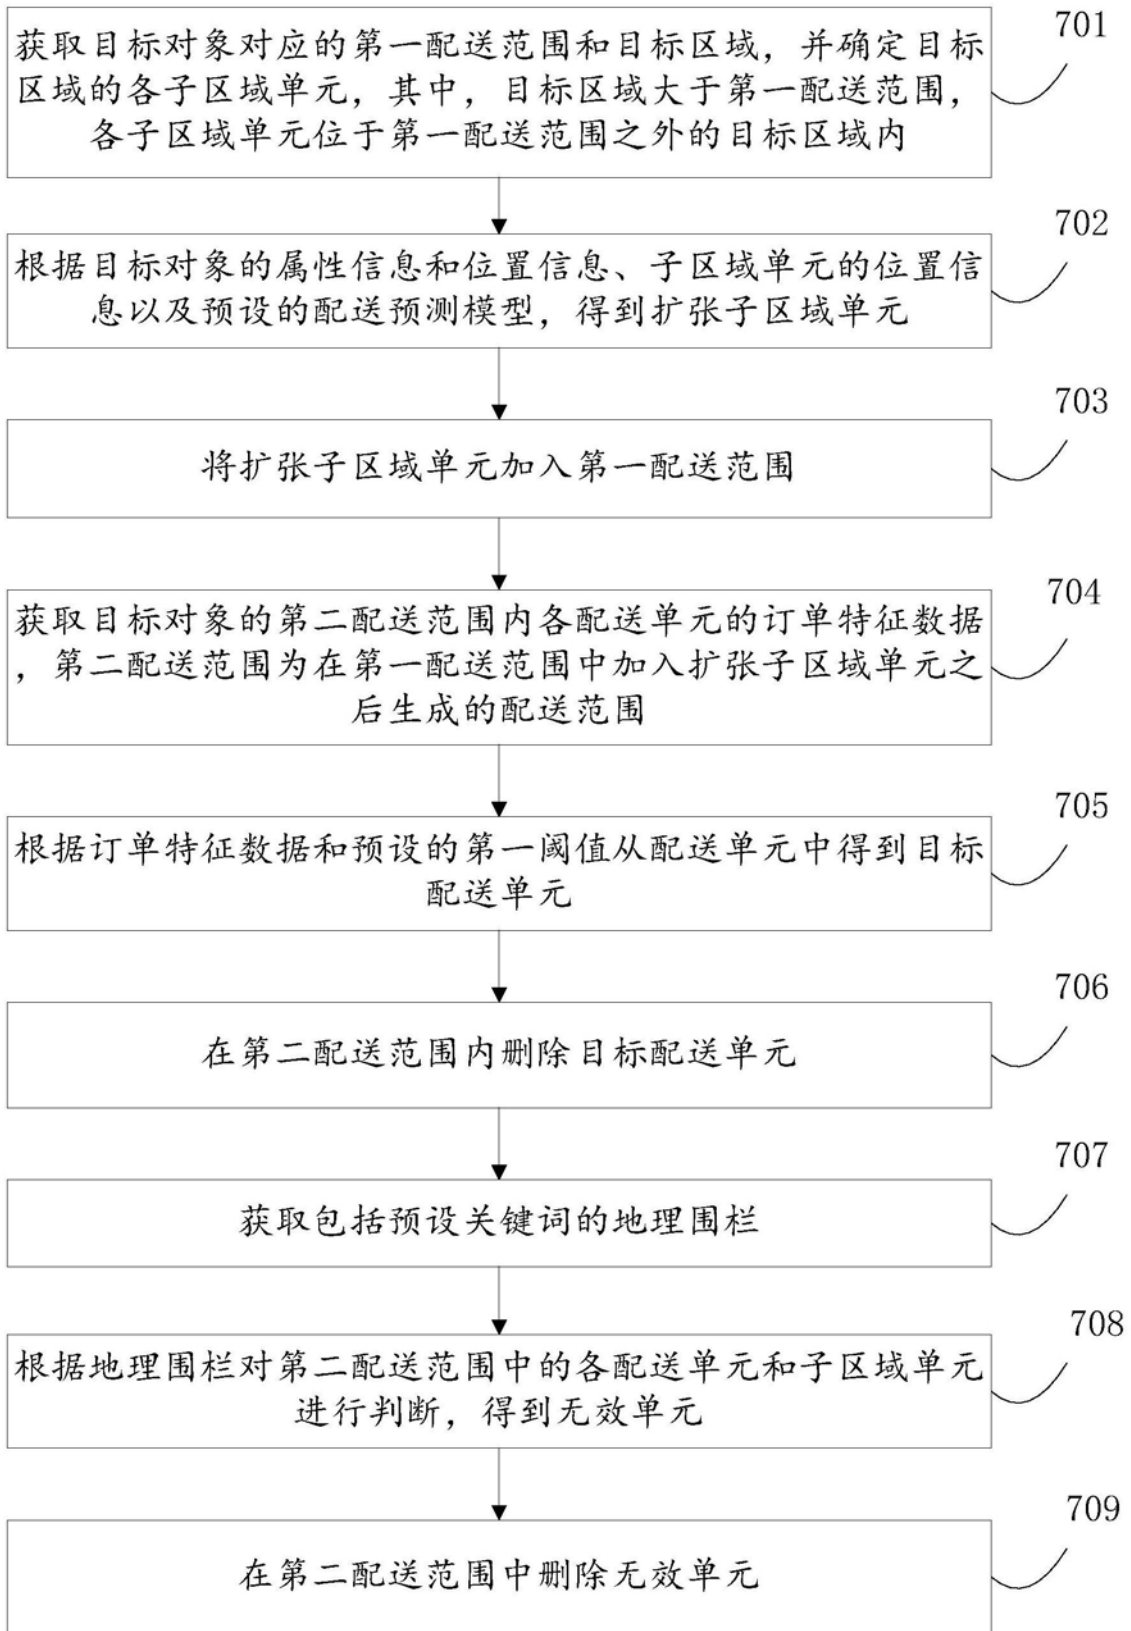 701
获取目标对象对应的第一配送范围和目标区域，并确定目标
区域的各子区域单元，其中，目标区域大于第一配送范围，
各子区域单元位于第一配送范围之外的目标区域内
702
根据目标对象的属性信息和位置信息、子区域单元的位置信
息以及预设的配送预测模型，得到扩张子区域单元
703
将扩张子区域单元加入第一配送范围
704
获取目标对象的第二配送范围内各配送单元的订单特征数据
，第二配送范围为在第一配送范围中加入扩张子区域单元之
后生成的配送范围
705
根据订单特征数据和预设的第一阈值从配送单元中得到目标
配送单元
706
在第二配送范围内删除目标配送单元
707
获取包括预设关键词的地理围栏
708
根据地理围栏对第二配送范围中的各配送单元和子区域单元
进行判断，得到无效单元
709
在第二配送范围中删除无效单元